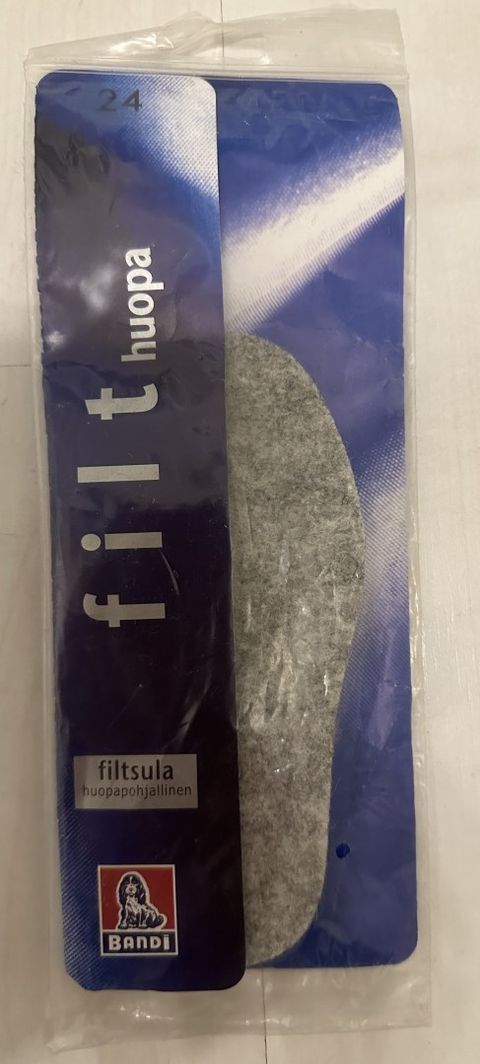 24
filt huopa
filtsula
huopapohjallinen
BANDI